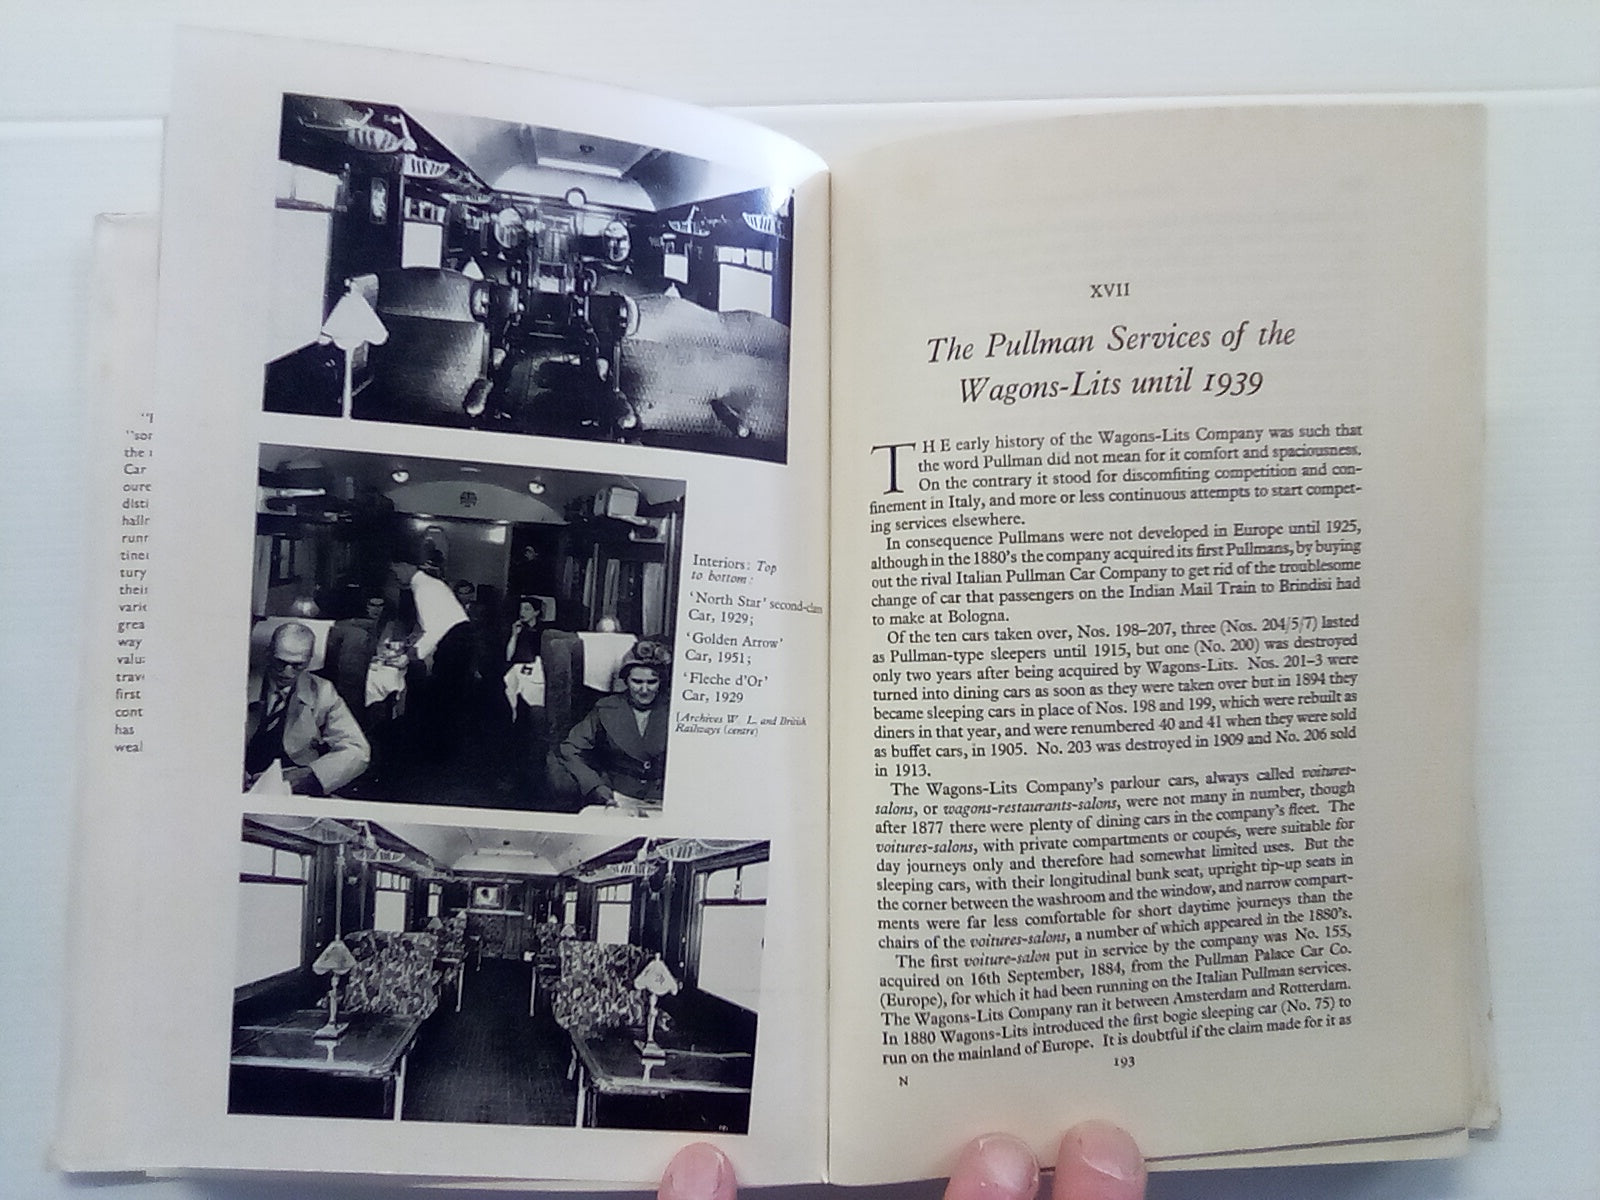 "sor
the
Car
oure
disti
hallr
runr
tine
tury
their
varie
grea
way
valu
trave
first
cont
has
weal
Interiors: Top
to bottom:
'North Star' second-class
Car, 1929;
'Golden Arrow'
Car, 1951;
'Fleche d'Or'
Car, 1929
[Archives W. L. and British
Railways (centre)
XVII
The Pullman Services of the
Wagons-Lits until 1939
THE early history of the Wagons-Lits Company was such that
the word Pullman did not mean for it comfort and spaciousness.
On the contrary it stood for discomfiting competition and con-
finement in Italy, and more or less continuous attempts to start compet-
ing services elsewhere.
In consequence Pullmans were not developed in Europe until 1925,
although in the 1880's the company acquired its first Pullmans, by buying
out the rival Italian Pullman Car Company to get rid of the troublesome
change of car that passengers on the Indian Mail Train to Brindisi had
to make at Bologna.
Of the ten cars taken over, Nos. 198–207, three (Nos. 204/5/7) lasted
as Pullman-type sleepers until 1915, but one (No. 200) was destroyed
only two years after being acquired by Wagons-Lits. Nos. 201–3 were
turned into dining cars as soon as they were taken over but in 1894 they
became sleeping cars in place of Nos. 198 and 199, which were rebuilt as
diners in that year, and were renumbered 40 and 41 when they were sold
as buffet cars, in 1905. No. 203 was destroyed in 1909 and No. 206 sold
in 1913.
The Wagons-Lits Company's parlour cars, always called voitures-
salons, or wagons-restaurants-salons, were not many in number, though
after 1877 there were plenty of dining cars in the company's fleet. The
voitures-salons, with private compartments or coupés, were suitable for
day journeys only and therefore had somewhat limited uses. But the
sleeping cars, with their longitudinal bunk seat, upright tip-up seats in
the corner between the washroom and the window, and narrow compart-
ments were far less comfortable for short daytime journeys than the
chairs of the voitures-salons, a number of which appeared in the 1880's.
The first voiture-salon put in service by the company was No. 155,
acquired on 16th September, 1884, from the Pullman Palace Car Co.
(Europe), for which it had been running on the Italian Pullman services.
The Wagons-Lits Company ran it between Amsterdam and Rotterdam.
In 1880 Wagons-Lits introduced the first bogie sleeping car (No. 75) to
run on the mainland of Europe. It is doubtful if the claim made for it as
193
N